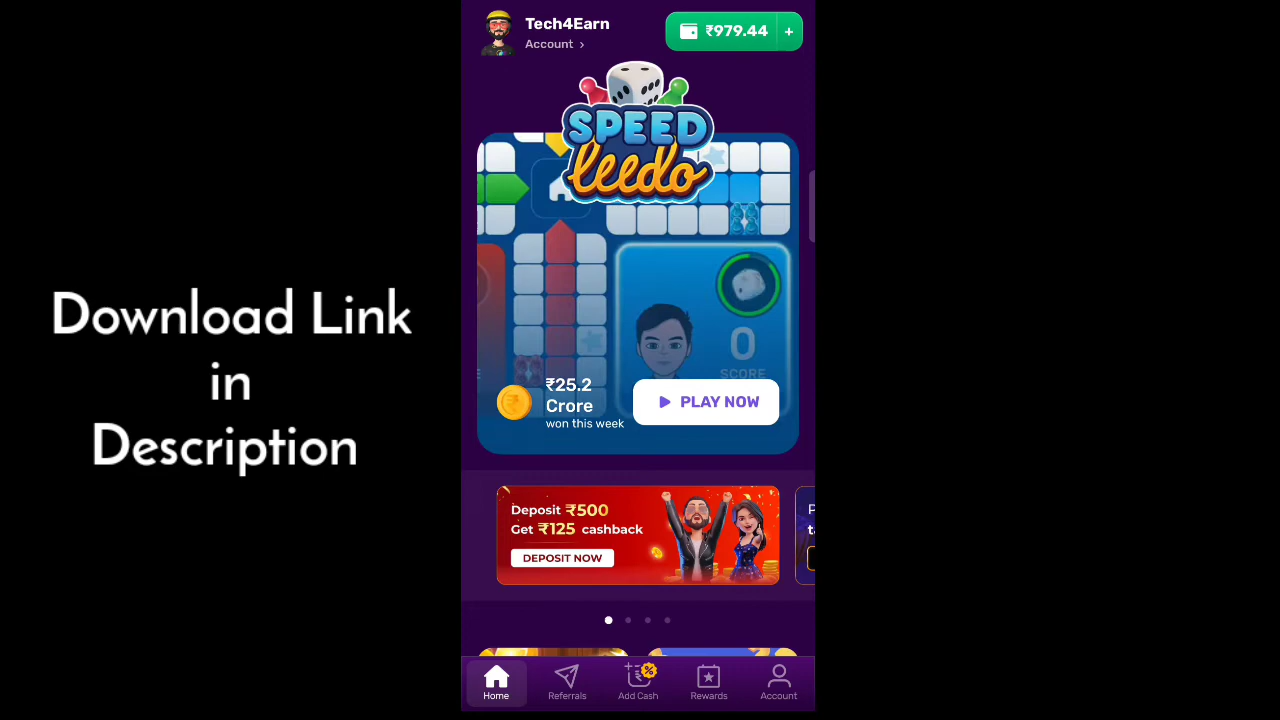 Tech4Earn
Account ›
₹979.44 +
SPEED
leedo
0
SCORE
₹25.2
Crore
won this week
PLAY NOW
Download Link
in
Description
Deposit ₹500
Get ₹125 cashback
DEPOSIT NOW
Home
Referrals
Add Cash
Rewards
Account